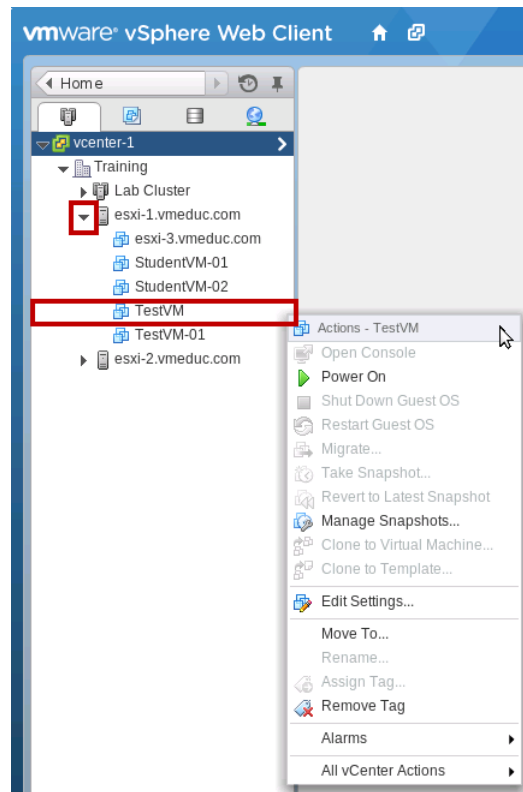 vmware® vSphere Web Client
Home
vcenter-1
Training
Lab Cluster
esxi-1.vmeduc.com
esxi-3.vmeduc.com
StudentVM-01
StudentVM-02
TestVM
TestVM-01
esxi-2.vmeduc.com
Actions - TestVM
Open Console
Power On
Shut Down Guest OS
Restart Guest OS
Migrate...
Take Snapshot...
Revert to Latest Snapshot
Manage Snapshots...
Clone to Virtual Machine...
Clone to Template...
Edit Settings...
Move To...
Rename...
Assign Tag...
Remove Tag
Alarms
All vCenter Actions